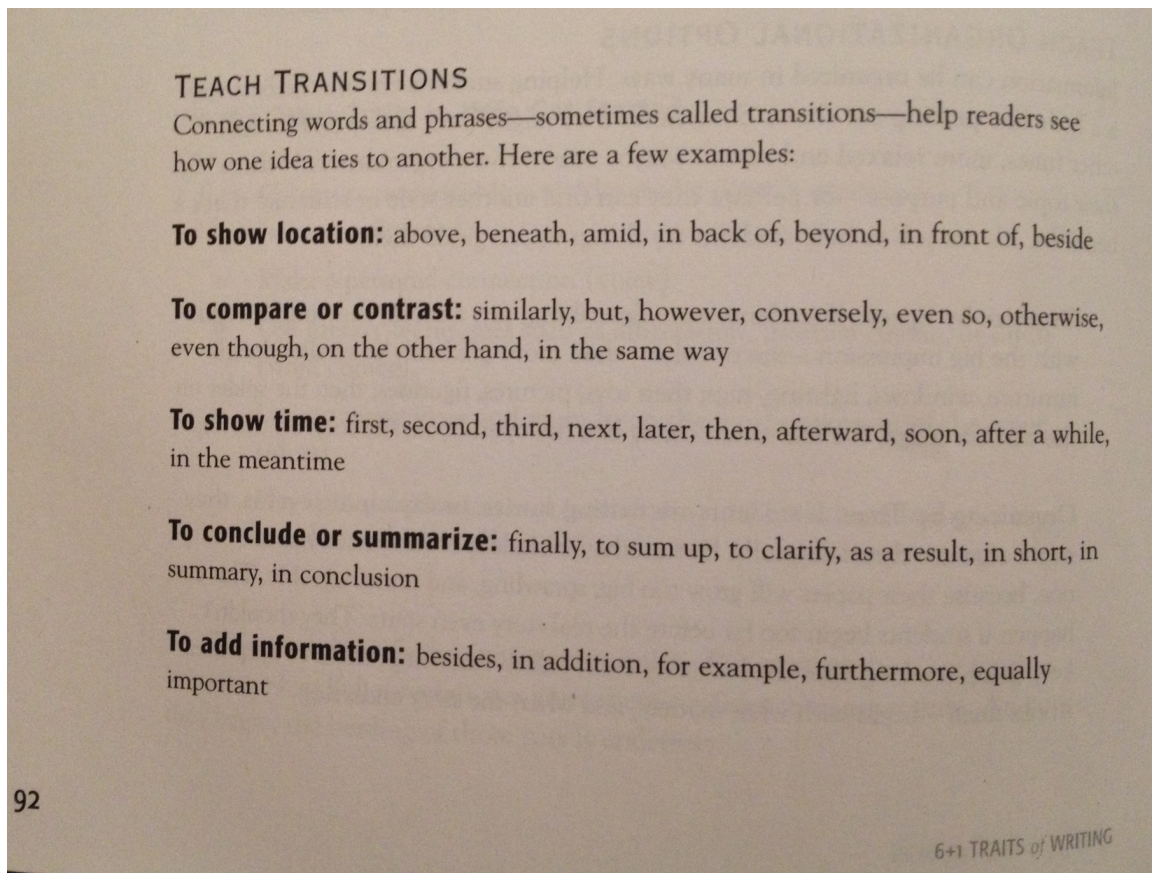 TEACH TRANSITIONS
Connecting words and phrases—sometimes called transitions—help readers see
how one idea ties to another. Here are a few examples:
To show location: above, beneath, amid, in back of, beyond, in front of, beside
To compare or contrast: similarly, but, however, conversely, even so, otherwise,
even though, on the other hand, in the same way
To show time: first, second, third, next, later, then, afterward, soon, after a while,
in the meantime
To conclude or summarize: finally, to sum up, to clarify, as a result, in short, in
summary, in conclusion
To add information: besides, in addition, for example, furthermore, equally
important
92
6+1 TRAITS of WRITING